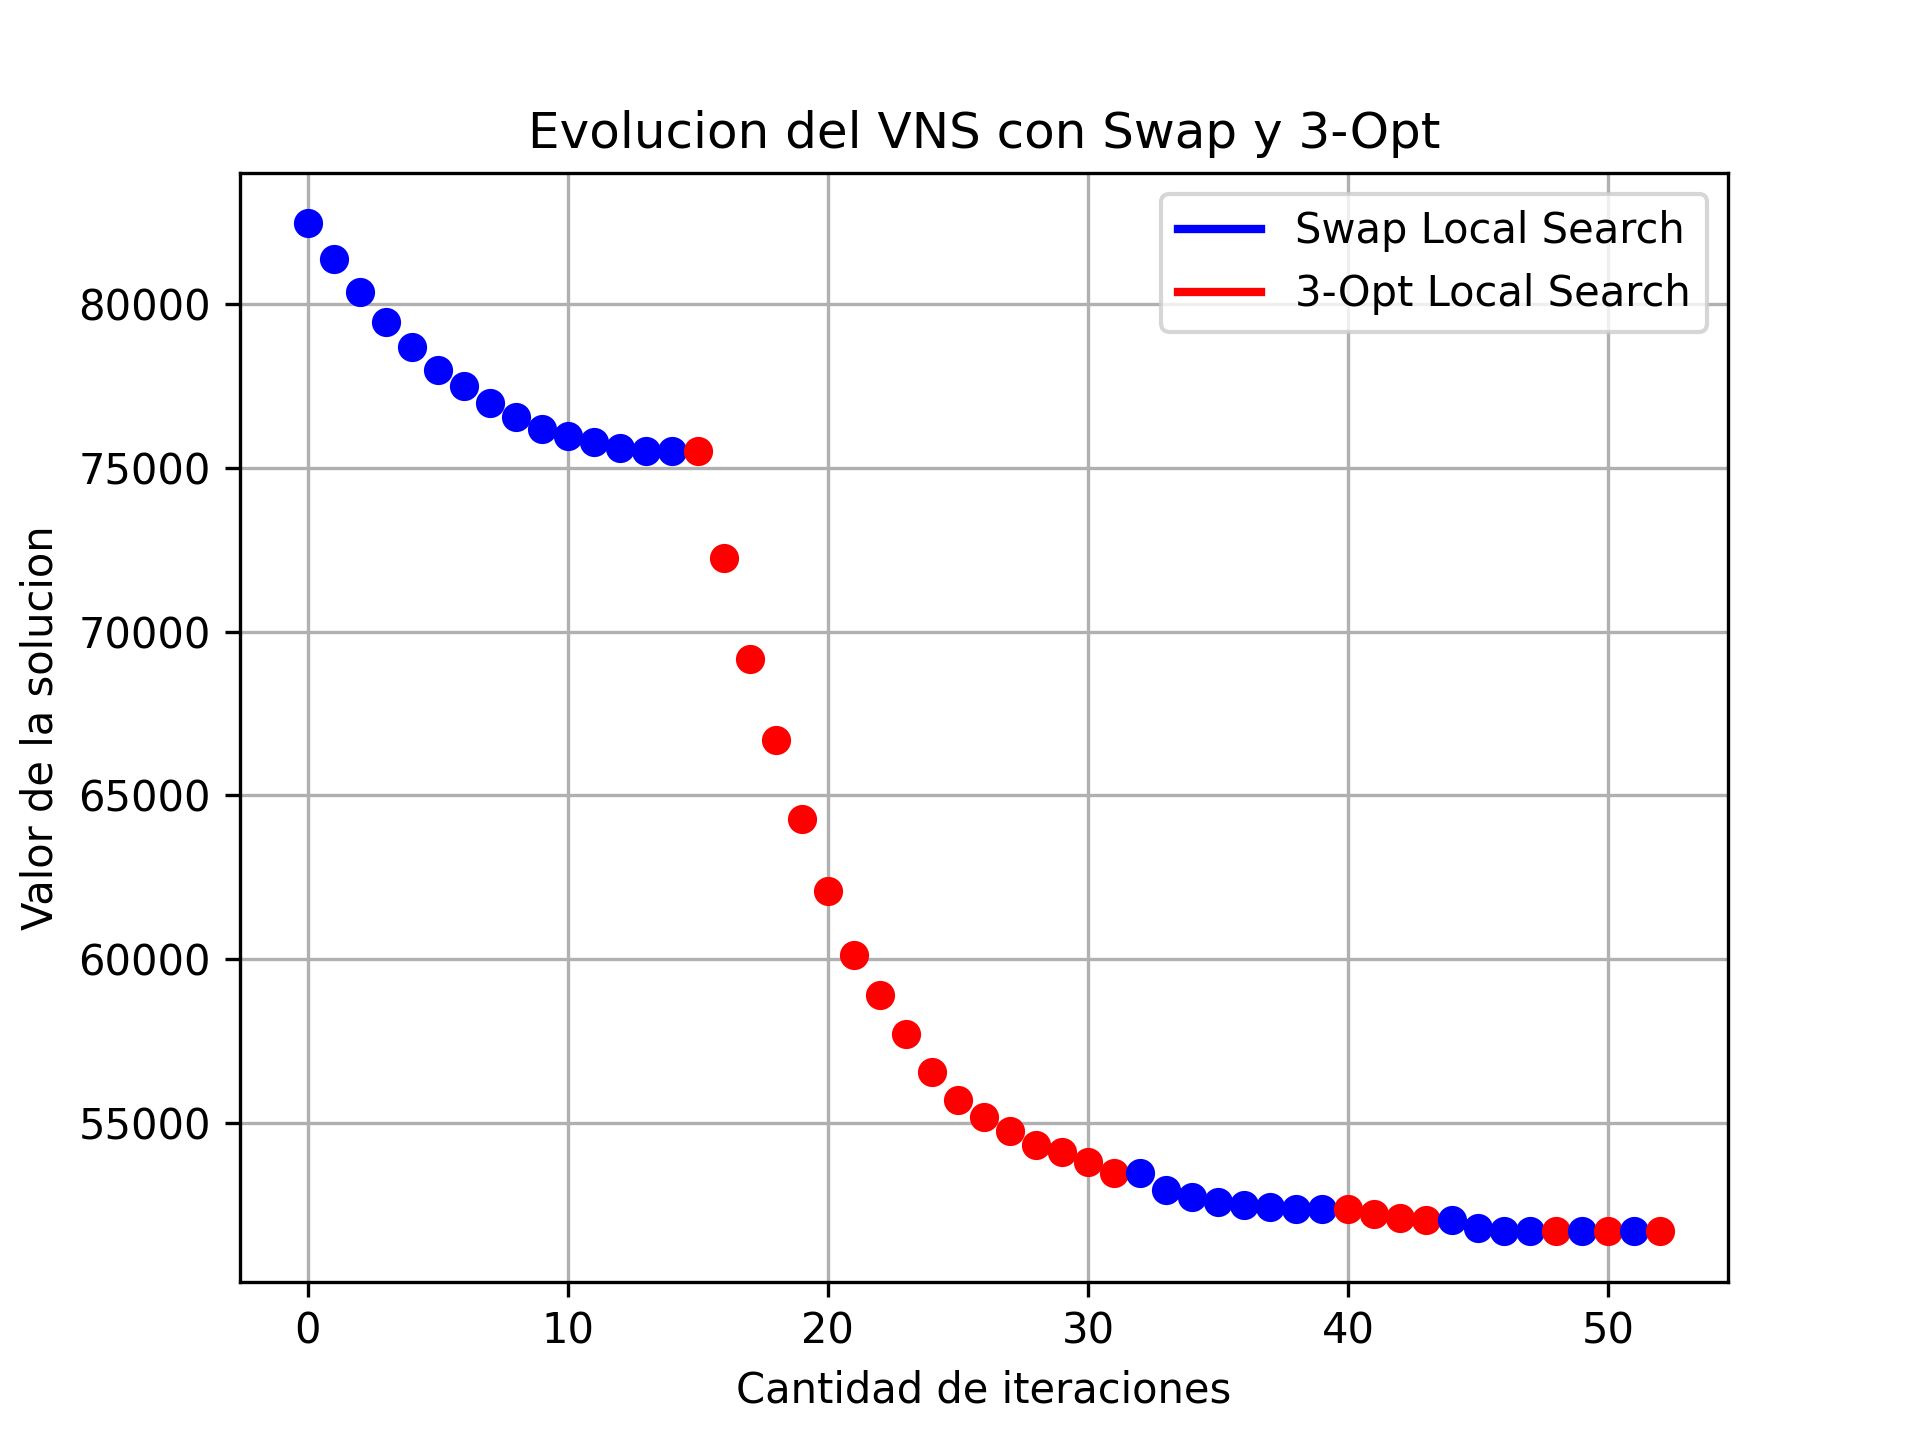 Evolucion del VNS con Swap y 3-Opt
Swap Local Search
3-Opt Local Search
80000
75000
70000
65000
60000
55000
Valor de la solucion
0 10 20 30 40 50
Cantidad de iteraciones